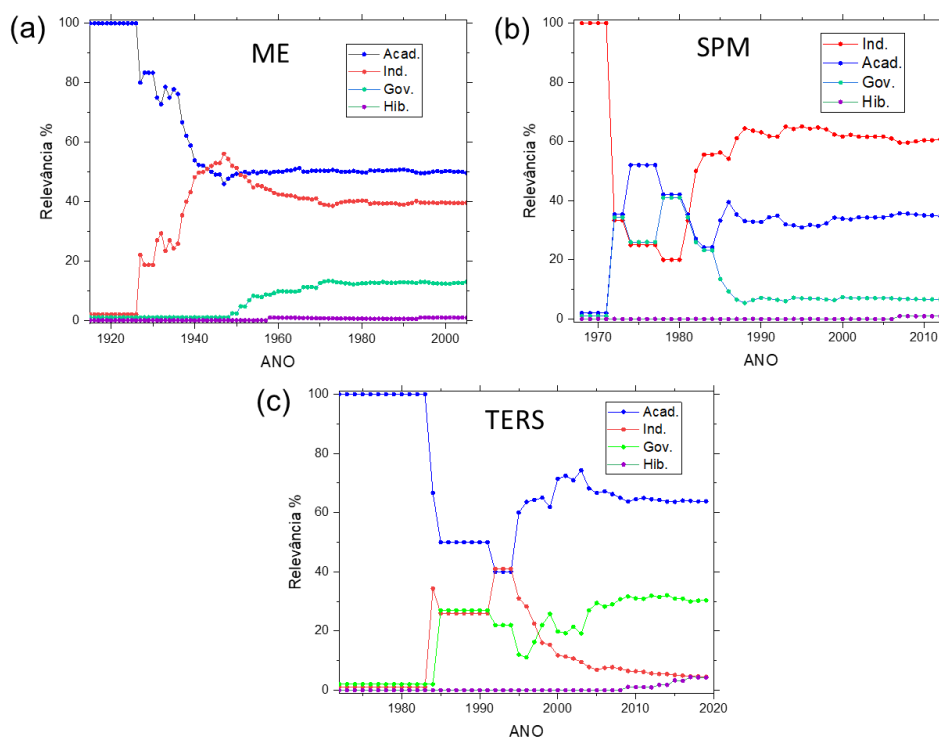 (a)
ME
Acad.
Ind.
Gov.
Hib.
Relevância %
100
80
60
40
20
0
1920
1940
1960
1980
2000
ANO
(b)
SPM
Ind.
Acad.
Gov.
Hib.
Relevância %
100
80
60
40
20
0
1970
1980
1990
2000
2010
ANO
(c)
TERS
Acad.
Ind.
Gov.
Hib.
Relevância %
100
80
60
40
20
0
1980
1990
2000
2010
2020
ANO